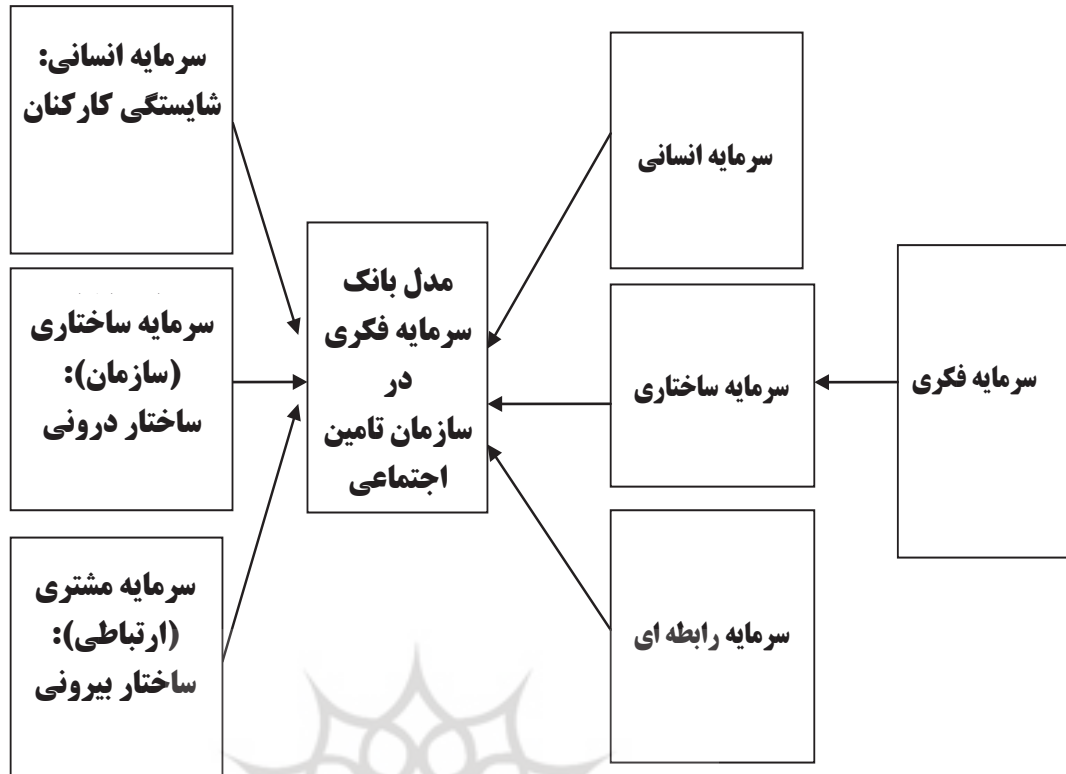 سرمایه فکری
سرمایه انسانی
سرمایه ساختاری
سرمایه رابطه ای
مدل بانک
سرمایه فکری
در
سازمان تامین
اجتماعی
سرمایه انسانی:
شایستگی کارکنان
سرمایه ساختاری
(سازمان):
ساختار درونی
سرمایه مشتری
(ارتباطی):
ساختار بیرونی